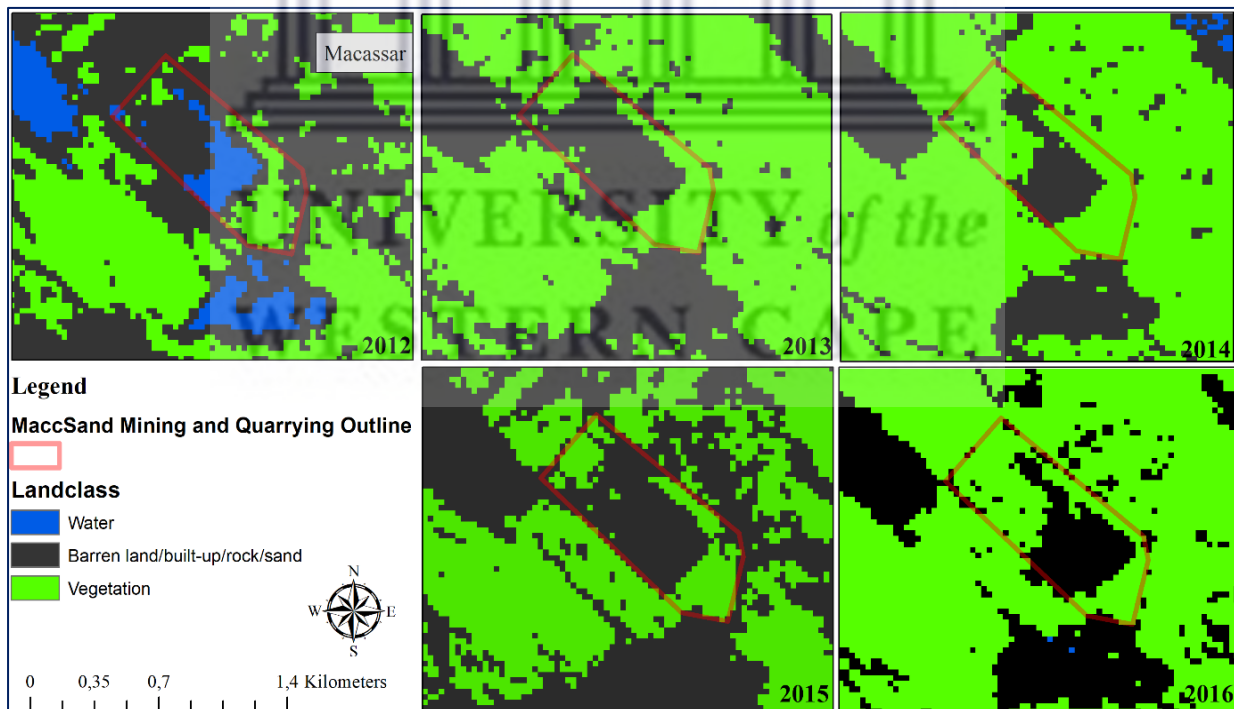 Macassar
2012
2013
2014
UNIVERSITY of the
WESTERN CAPE
Legend
MaccSand Mining and Quarrying Outline
Landclass
Water
Barren land/built-up/rock/sand
Vegetation
N
W E
S
0 0,35 0,7 1,4 Kilometers
2015
2016